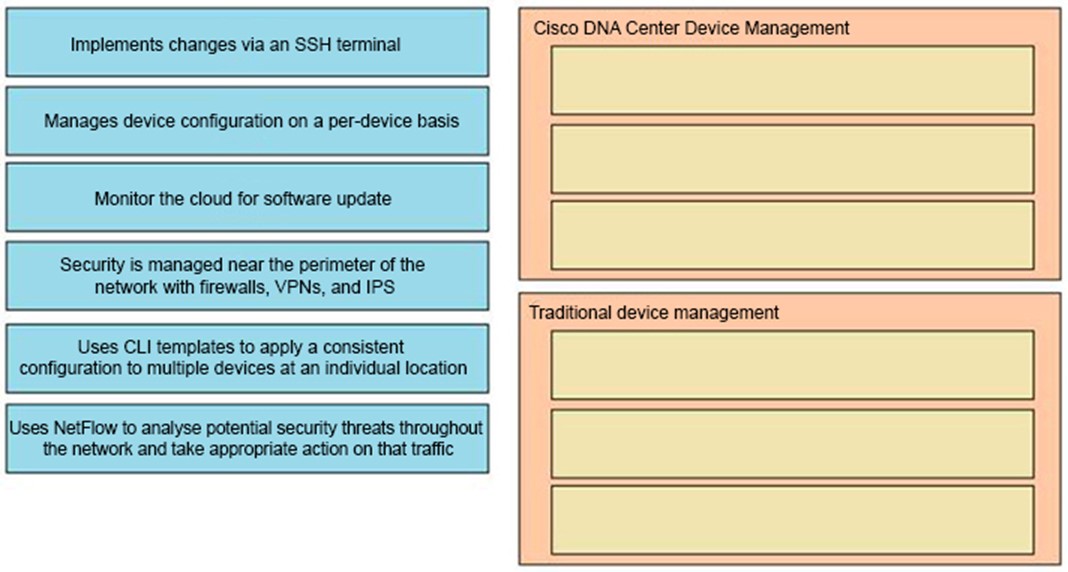 Implements changes via an SSH terminal
Manages device configuration on a per-device basis
Monitor the cloud for software update
Security is managed near the perimeter of the
network with firewalls, VPNs, and IPS
Uses CLI templates to apply a consistent
configuration to multiple devices at an individual location
Uses NetFlow to analyse potential security threats throughout
the network and take appropriate action on that traffic
Cisco DNA Center Device Management
Traditional device management